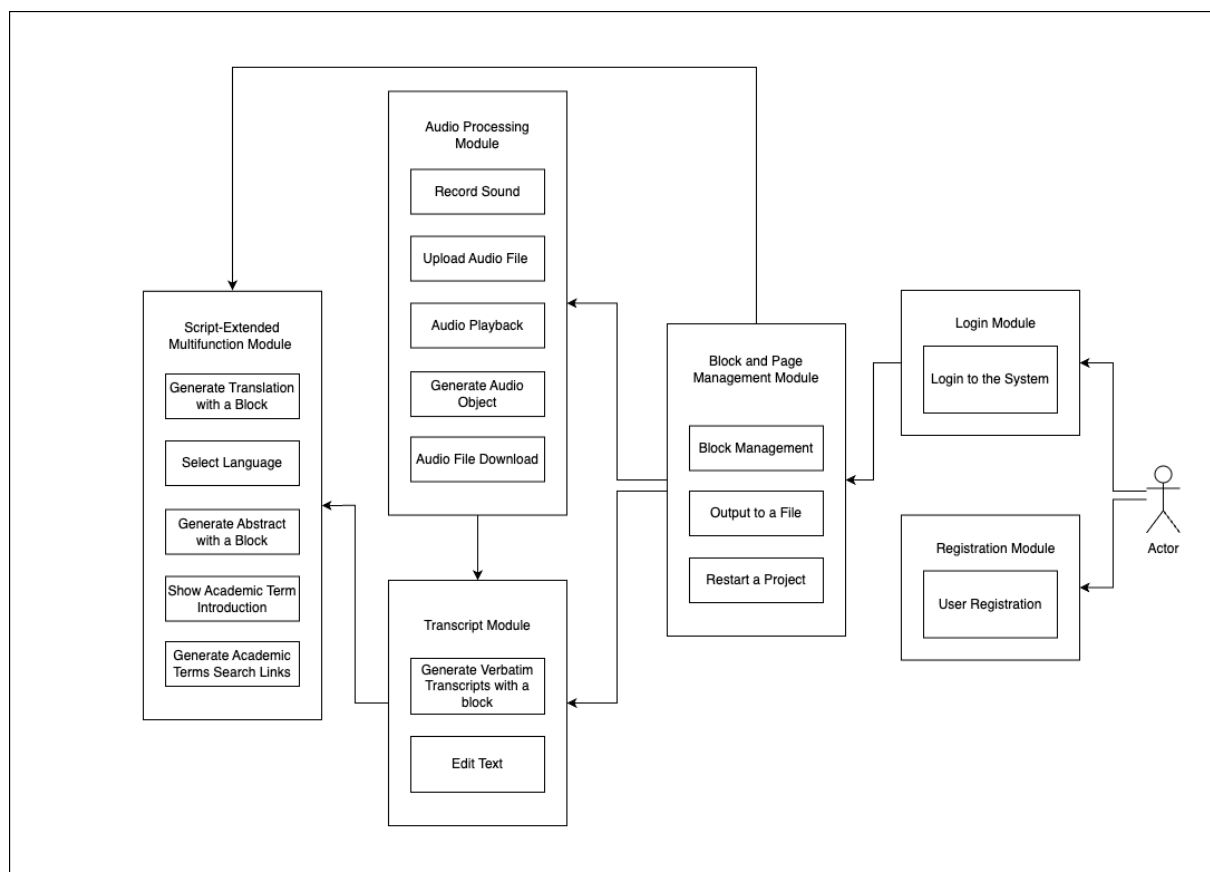 Audio Processing
Module
Record Sound
Upload Audio File
Audio Playback
Generate Audio
Object
Audio File Download
Script-Extended
Multifunction Module
Generate Translation
with a Block
Select Language
Generate Abstract
with a Block
Show Academic Term
Introduction
Generate Academic
Terms Search Links
Transcript Module
Generate Verbatim
Transcripts with a
block
Edit Text
Block and Page
Management Module
Block Management
Output to a File
Restart a Project
Login Module
Login to the System
Registration Module
User Registration
Actor